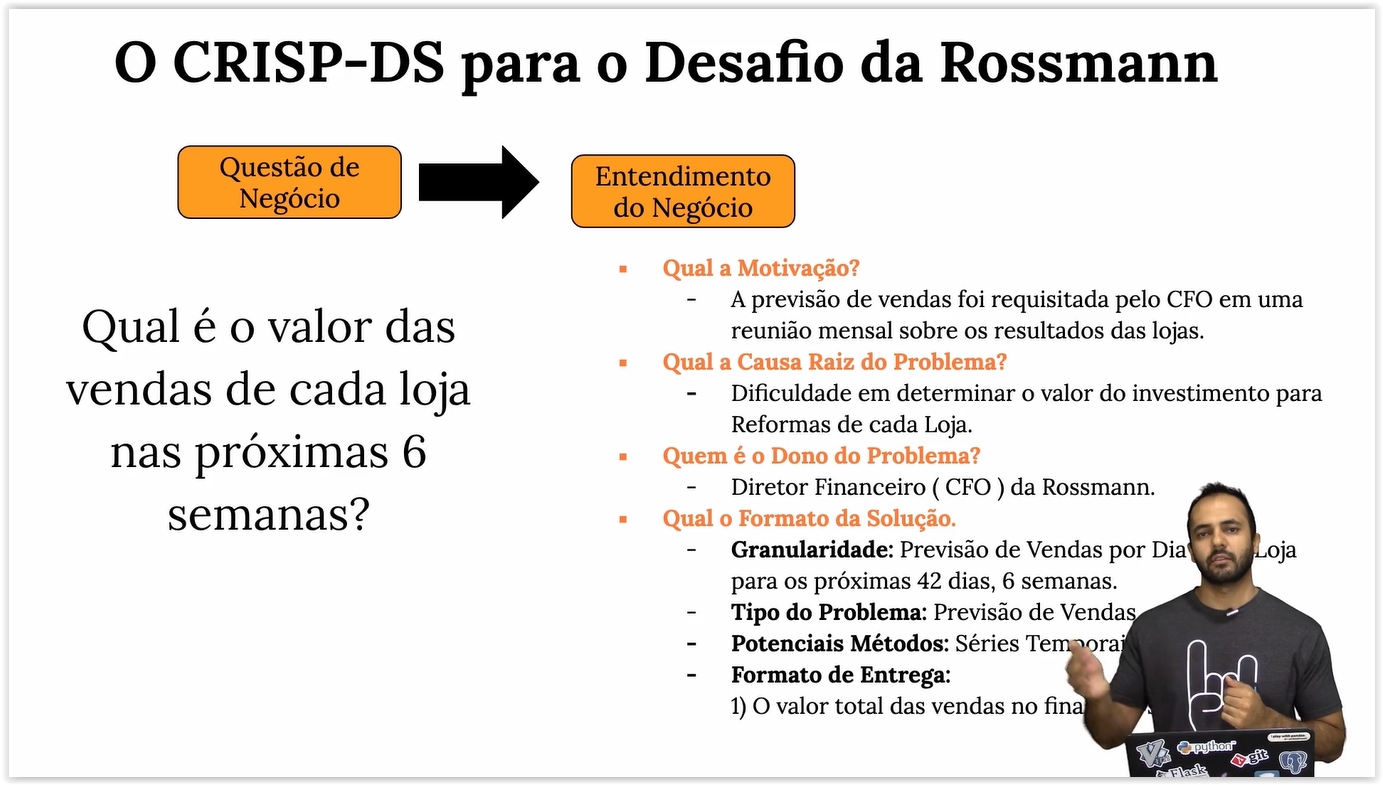 O CRISP-DS para o Desafio da Rossmann
Questão de
Negócio
Entendimento
do Negócio
Qual é o valor das
vendas de cada loja
nas próximas 6
semanas?
Qual a Motivação?
- A previsão de vendas foi requisitada pelo CFO em uma
reunião mensal sobre os resultados das lojas.
Qual a Causa Raiz do Problema?
- Dificuldade em determinar o valor do investimento para
Reformas de cada Loja.
Quem é o Dono do Problema?
- Diretor Financeiro ( CFO ) da Rossmann.
Qual o Formato da Solução.
- Granularidade: Previsão de Vendas por Dia Loja
para os próximas 42 dias, 6 semanas.
- Tipo do Problema: Previsão de Vendas
- Potenciais Métodos: Séries
- Formato de Entrega:
1) O valor total das vendas no
python
git
Flask